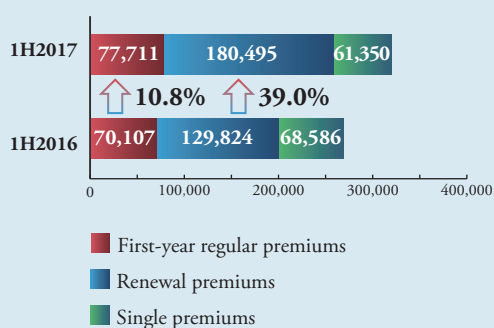 1H2017 77,711 180,495 61,350
10.8% 39.0%
1H2016 70,107 129,824 68,586
0 100,000 200,000 300,000 400,000
First-year regular premiums
Renewal premiums
Single premiums